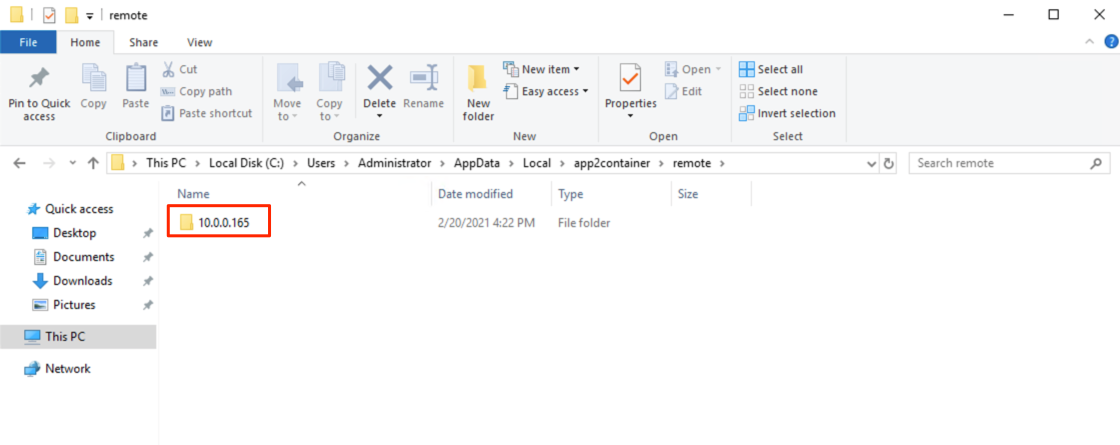 remote
File Home Share View
Pin to Quick access
Copy
Paste
Cut
Copy path
Paste shortcut
Clipboard
Move to
Copy to
Delete
Rename
Organize
New folder
New item
Easy access
New
Properties
Open
Edit
Open
Select all
Select none
Invert selection
Select
This PC > Local Disk (C:) > Users > Administrator > AppData > Local > app2container > remote >
Search remote
Quick access
Desktop
Documents
Downloads
Pictures
This PC
Network
Name Date modified Type Size
10.0.0.165 2/20/2021 4:22 PM File folder